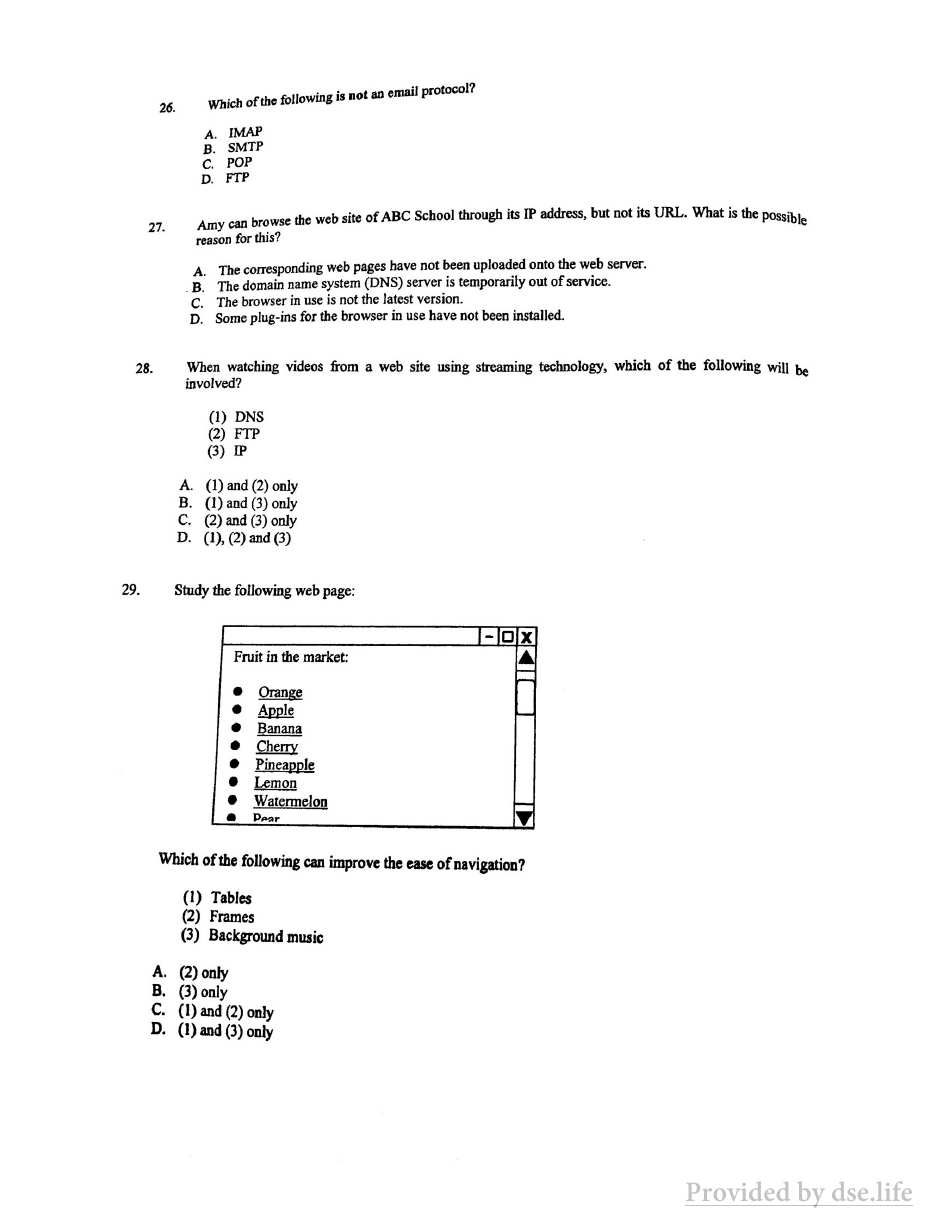 26. Which of the following is not an email protocol?
A. IMAP
B. SMTP
C. POP
D. FTP
27. Amy can browse the web site of ABC School through its IP address, but not its URL. What is the possible
reason for this?
A. The corresponding web pages have not been uploaded onto the web server.
B. The domain name system (DNS) server is temporarily out of service.
C. The browser in use is not the latest version.
D. Some plug-ins for the browser in use have not been installed.
28. When watching videos from a web site using streaming technology, which of the following will be
involved?
(1) DNS
(2) FTP
(3) IP
A. (1) and (2) only
B. (1) and (3) only
C. (2) and (3) only
D. (1), (2) and (3)
29. Study the following web page:
Fruit in the market:
● Orange
● Apple
● Banana
● Cherry
● Pineapple
● Lemon
● Watermelon
● Pear
Which of the following can improve the ease of navigation?
(1) Tables
(2) Frames
(3) Background music
A. (2) only
B. (3) only
C. (1) and (2) only
D. (1) and (3) only
Provided by dse.life